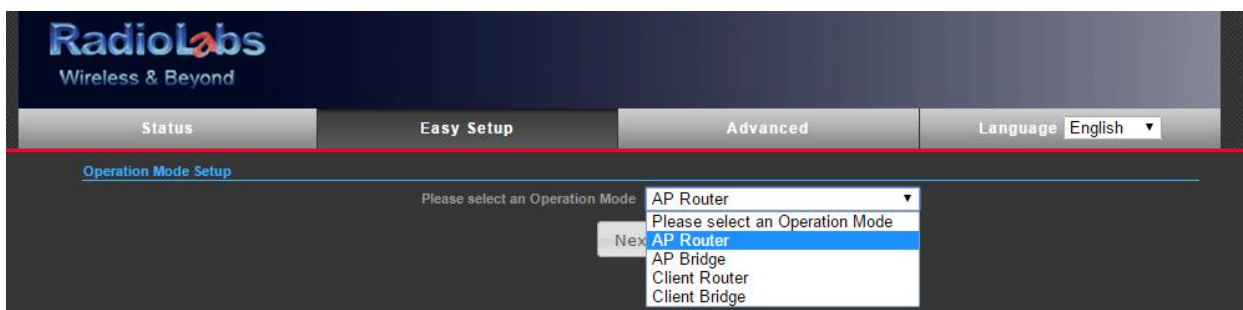 RadioLabs
Wireless & Beyond
Status Easy Setup Advanced Language English
Operation Mode Setup
Please select an Operation Mode AP Router
Please select an Operation Mode
Nex AP Router
AP Bridge
Client Router
Client Bridge